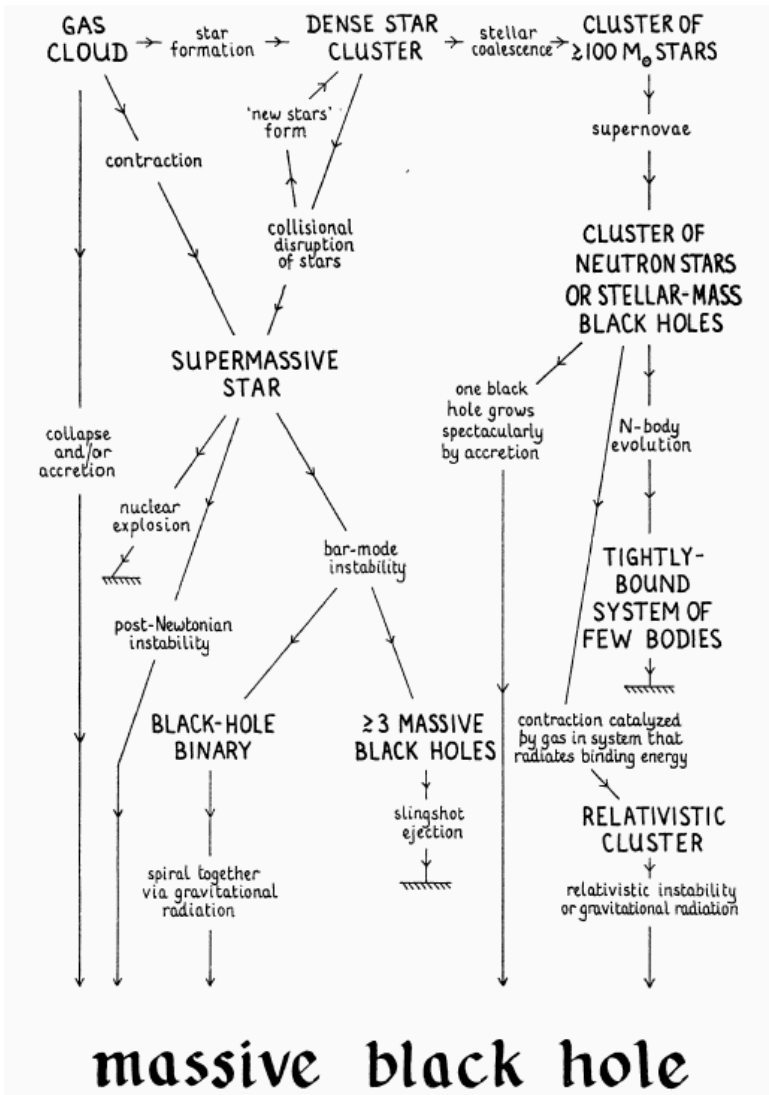 GAS
CLOUD
star
formation
DENSE STAR
CLUSTER
stellar
coalescence
CLUSTER OF
≥100 M⊙ STARS
'new stars'
form
supernovae
contraction
collisional
disruption
of stars
CLUSTER OF
NEUTRON STARS
OR STELLAR-MASS
BLACK HOLES
SUPERMASSIVE
STAR
one black
hole grows
spectacularly
by accretion
N-body
evolution
collapse
and/or
accretion
nuclear
explosion
bar-mode
instability
TIGHTLY-
BOUND
SYSTEM OF
FEW BODIES
post-Newtonian
instability
BLACK-HOLE
BINARY
≥3 MASSIVE
BLACK HOLES
contraction catalyzed
by gas in system that
radiates binding energy
slingshot
ejection
RELATIVISTIC
CLUSTER
spiral together
via gravitational
radiation
relativistic instability
or gravitational radiation
massive black hole